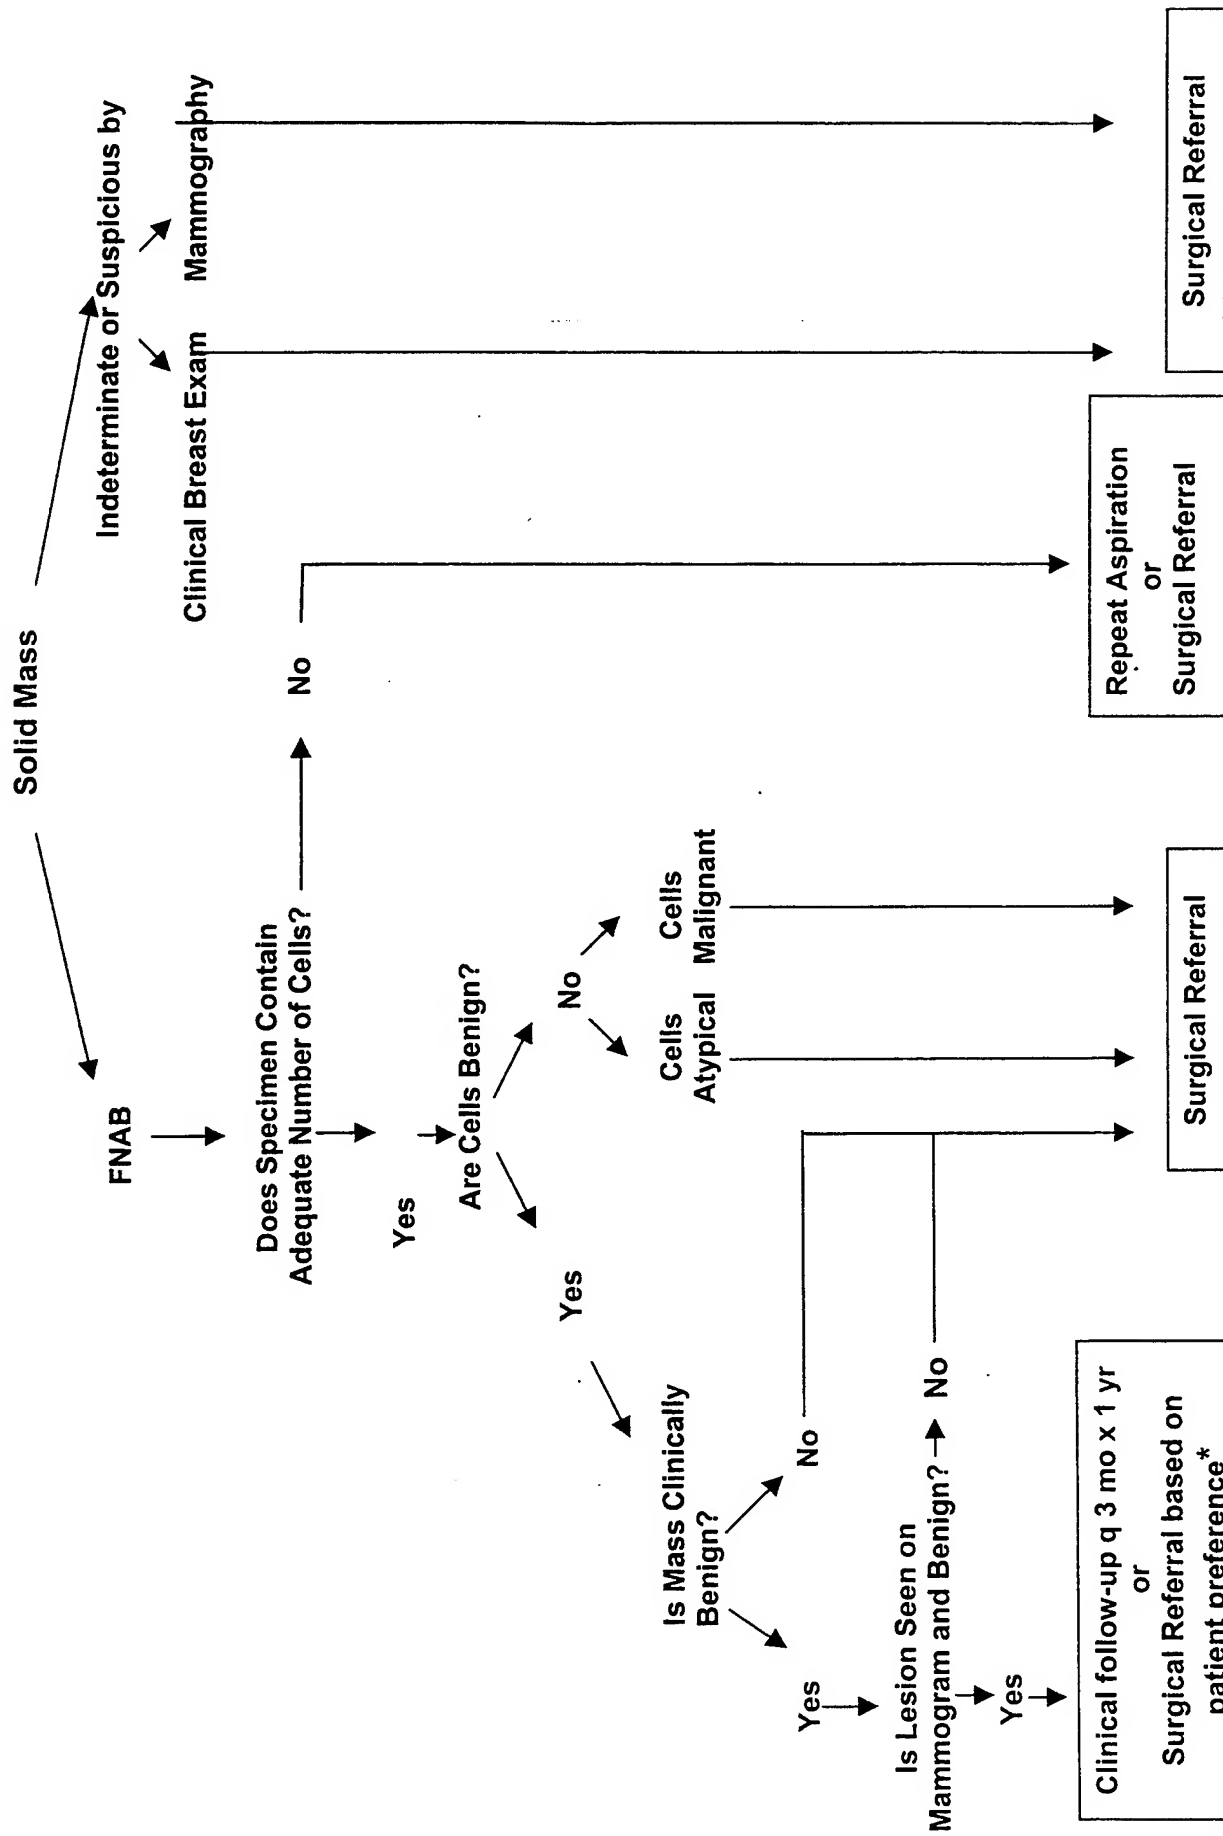 Solid Mass
FNAB
Indeterminate or Suspicious by
Clinical Breast Exam
Mammography
Does Specimen Contain
Adequate Number of Cells?
No
Yes
Are Cells Benign?
Yes
No
Is Mass Clinically
Benign?
Cells
Atypical
Cells
Malignant
Yes
No
Is Lesion Seen on
Mammogram and Benign?
No
Yes
Clinical follow-up q 3 mo x 1 yr
or
Surgical Referral based on
patient preference*
Surgical Referral
Repeat Aspiration
or
Surgical Referral
Surgical Referral